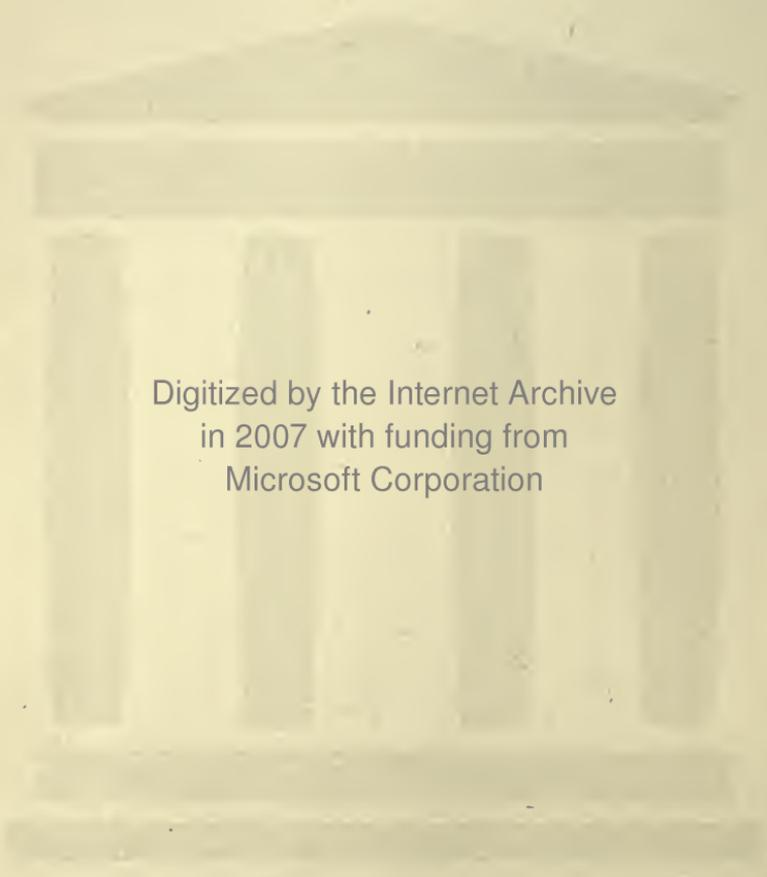 Digitized by the Internet Archive
in 2007 with funding from
Microsoft Corporation